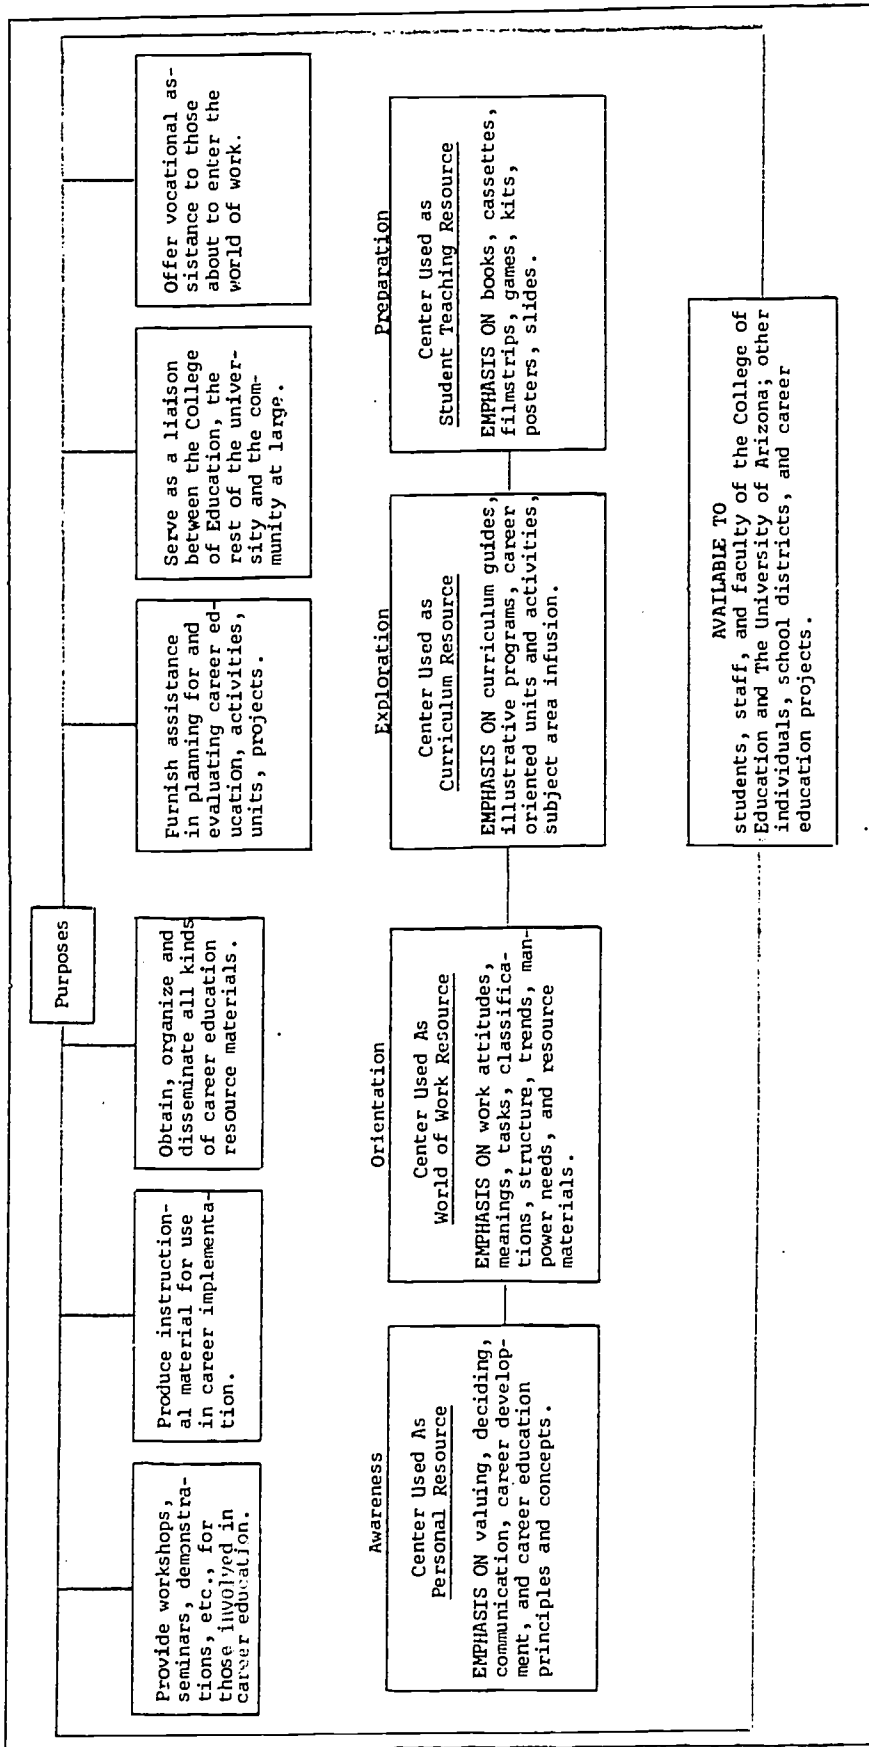 Purposes
Provide workshops,
seminars, demonstra-
tions, etc., for
those involved in
career education.
Produce instruction-
al material for use
in career implementa-
tion.
Obtain, organize and
disseminate all kinds
of career education
resource materials.
Furnish assistance
in planning for and
evaluating career ed-
ucation, activities,
units, projects.
Serve as a liaison
between the College
of Education, the
rest of the univer-
sity and the com-
munity at large.
Offer vocational as-
sistance to those
about to enter the
world of work.
Awareness
Center Used As
Personal Resource
EMPHASIS ON valuing, deciding,
communication, career develop-
ment, and career education
principles and concepts.
Orientation
Center Used As
World of Work Resource
EMPHASIS ON work attitudes,
meanings, tasks, classifica-
tions, structure, trends, man-
power needs, and resource
materials.
Exploration
Center Used as
Curriculum Resource
EMPHASIS ON curriculum guides,
illustrative programs, career
oriented units and activities,
subject area infusion.
Preparation
Center Used as
Student Teaching Resource
EMPHASIS ON books, cassettes,
filmstrips, games, kits,
posters, slides.
AVAILABLE TO
students, staff, and faculty of the College of
Education and The University of Arizona; other
individuals, school districts, and career
education projects.